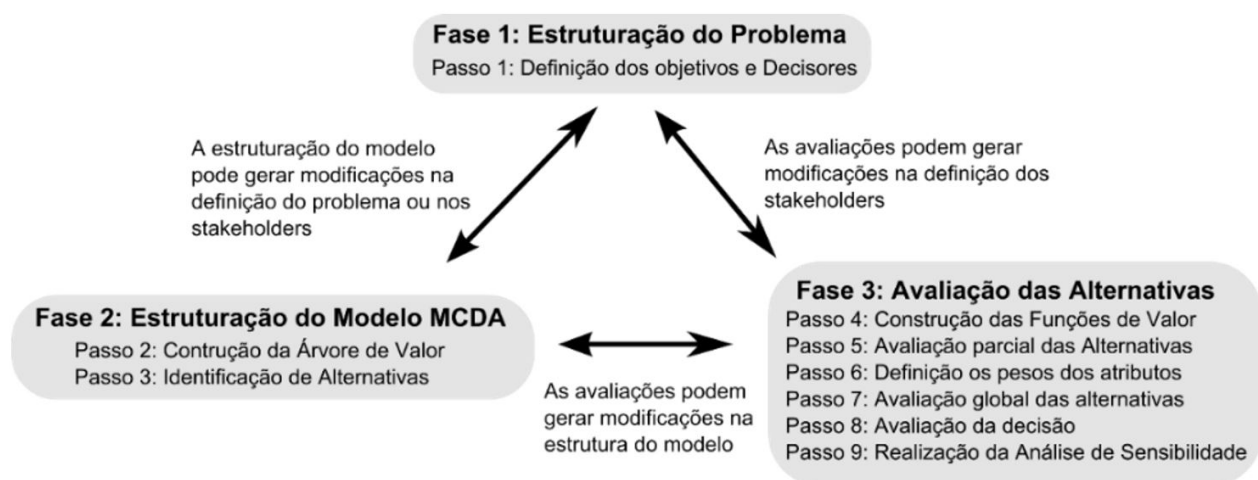 Fase 1: Estruturação do Problema
Passo 1: Definição dos objetivos e Decisores
A estruturação do modelo
pode gerar modificações na
definição do problema ou nos
stakeholders
As avaliações podem gerar
modificações na definição dos
stakeholders
Fase 2: Estruturação do Modelo MCDA
Passo 2: Contrução da Árvore de Valor
Passo 3: Identificação de Alternativas
As avaliações podem
gerar modificações na
estrutura do modelo
Fase 3: Avaliação das Alternativas
Passo 4: Construção das Funções de Valor
Passo 5: Avaliação parcial das Alternativas
Passo 6: Definição os pesos dos atributos
Passo 7: Avaliação global das alternativas
Passo 8: Avaliação da decisão
Passo 9: Realização da Análise de Sensibilidade